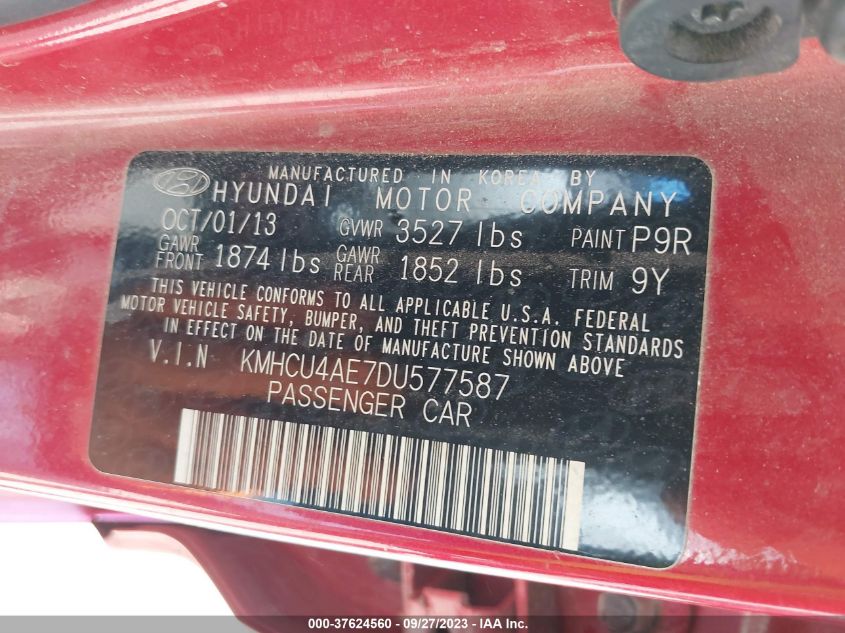 MANUFACTURED IN KOREA BY
HYUNDAI MOTOR COMPANY
OCT/01/13 GVWR 3527 lbs PAINT P9R
GAWR FRONT 1874 lbs GAWR REAR 1852 lbs TRIM 9Y
THIS VEHICLE CONFORMS TO ALL APPLICABLE U.S.A. FEDERAL
MOTOR VEHICLE SAFETY, BUMPER, AND THEFT PREVENTION STANDARDS
IN EFFECT ON THE DATE OF MANUFACTURE SHOWN ABOVE
V.I.N KMHCU4AE7DU577587
PASSENGER CAR
000-37624560 - 09/27/2023 - IAA Inc.